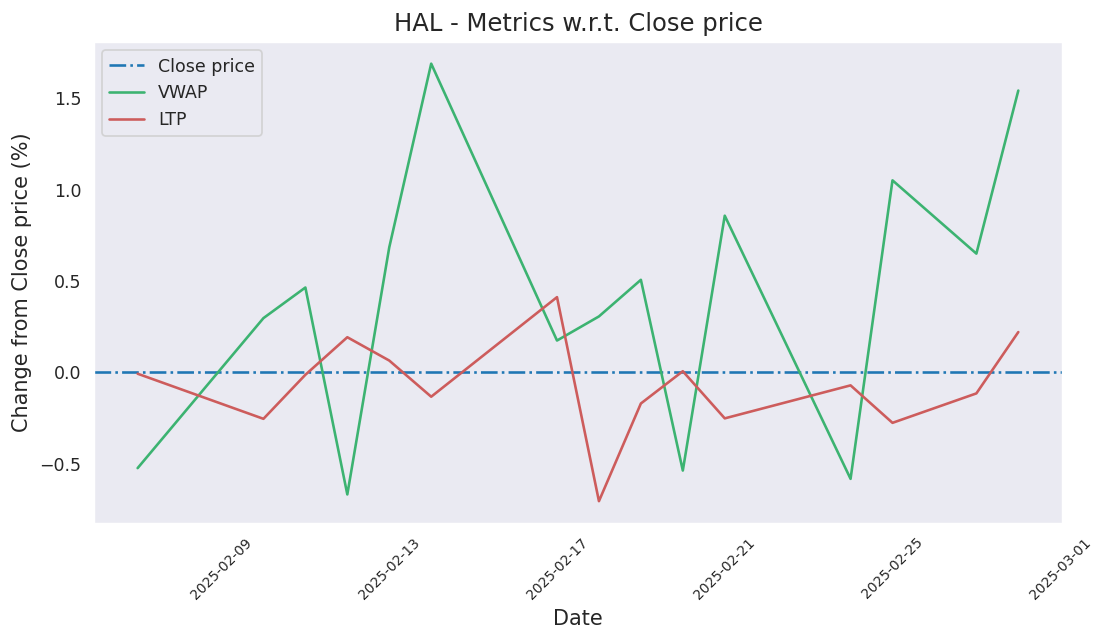 HAL - Metrics w.r.t. Close price
Close price
VWAP
LTP
Change from Close price (%)
1.5
1.0
0.5
0.0
−0.5
2025-02-09
2025-02-13
2025-02-17
2025-02-21
2025-02-25
2025-03-01
Date